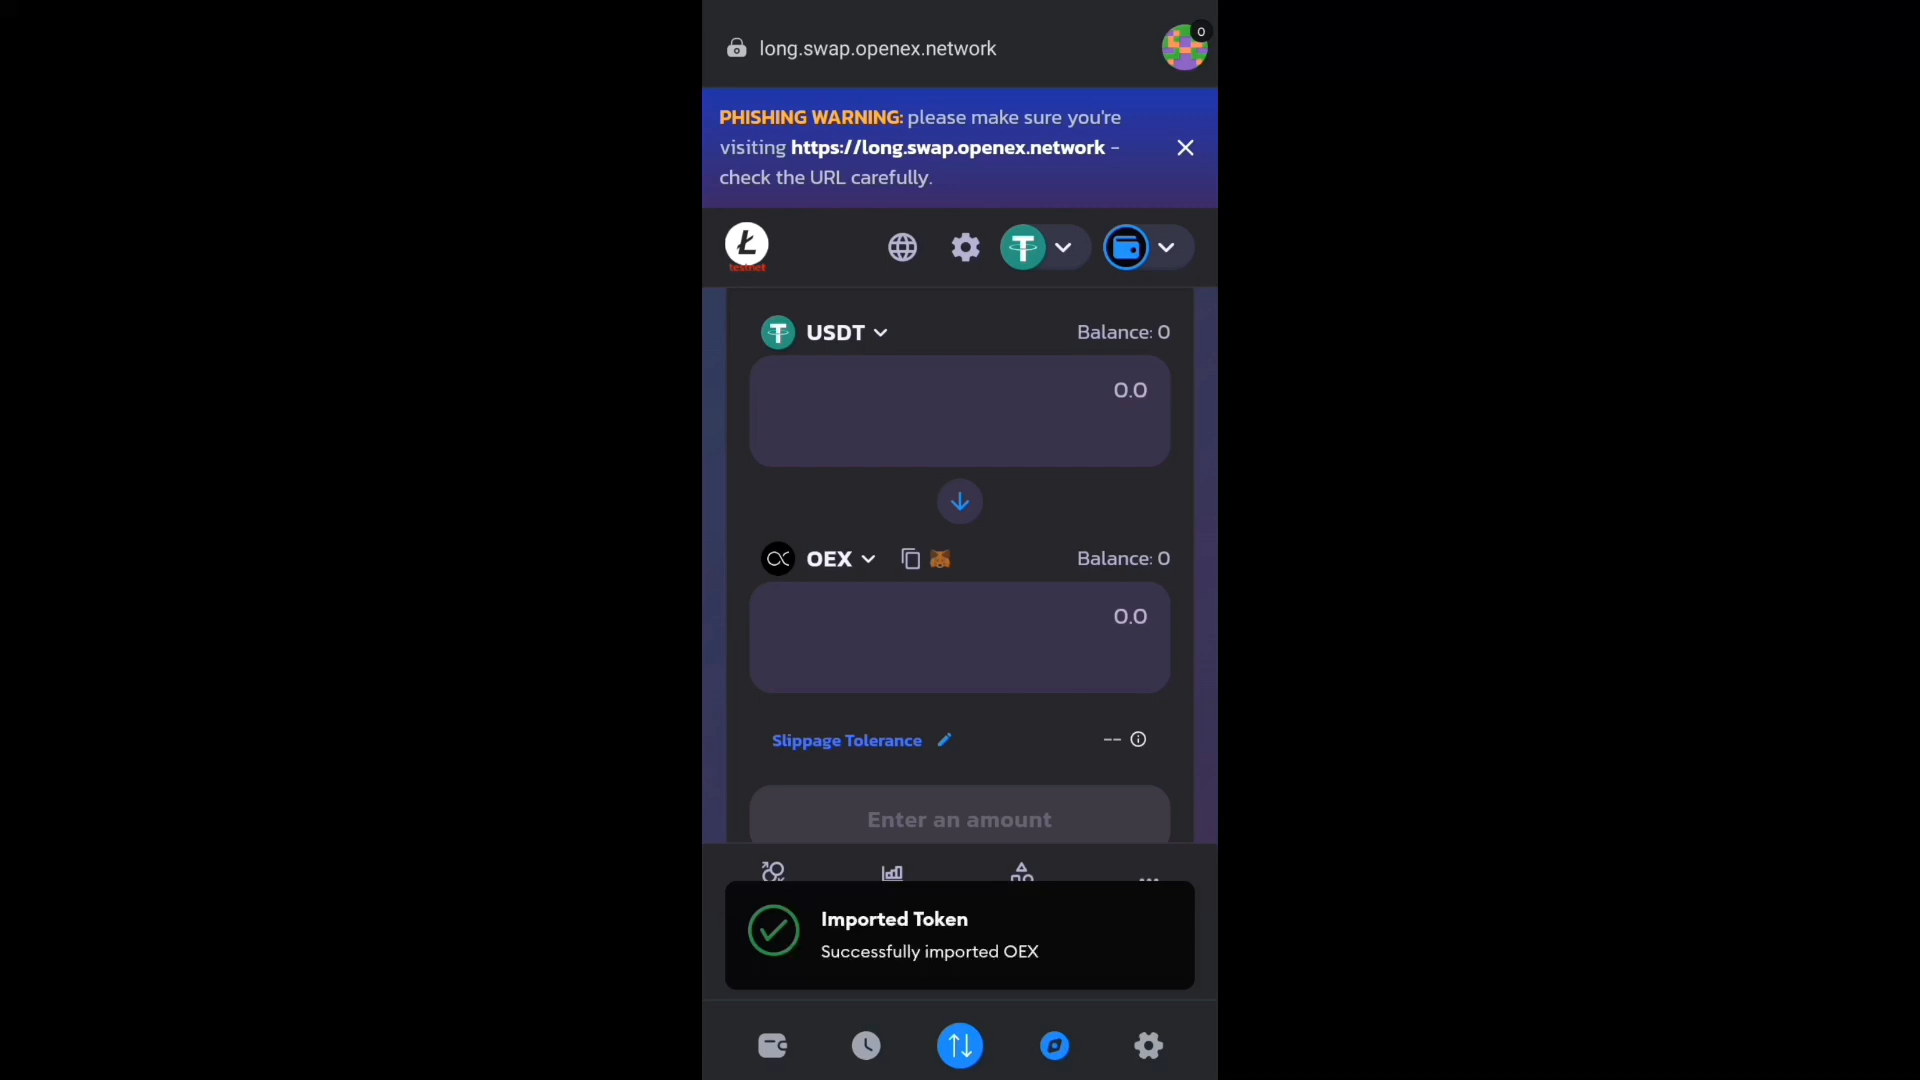 long.swap.openex.network
0
PHISHING WARNING: please make sure you're
visiting https://long.swap.openex.network -
check the URL carefully.
testnet
USDT
Balance: 0
0.0
OEX
Balance: 0
0.0
Slippage Tolerance
--
Enter an amount
Imported Token
Successfully imported OEX